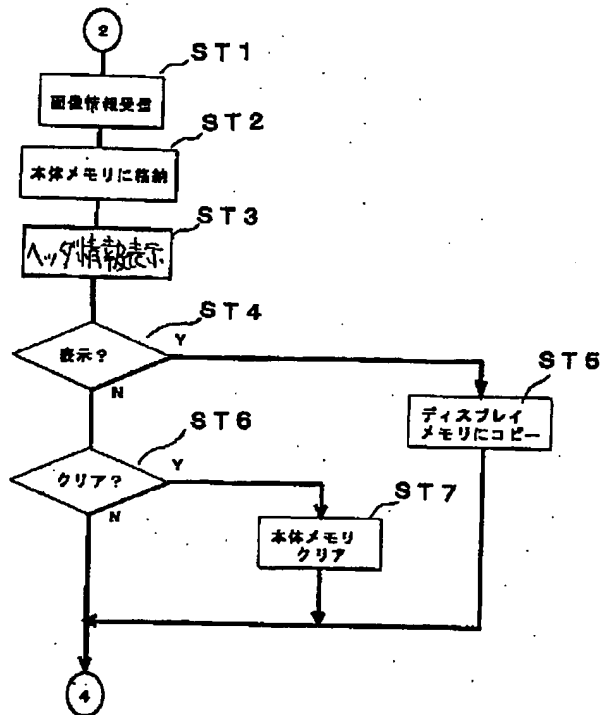 2
ST1
画像情報受信
ST2
本体メモリに格納
ST3
ヘッダ情報表示
ST4
表示?
Y
N
ST5
ディスプレイ
メモリにコピー
ST6
クリア?
Y
N
ST7
本体メモリ
クリア
4